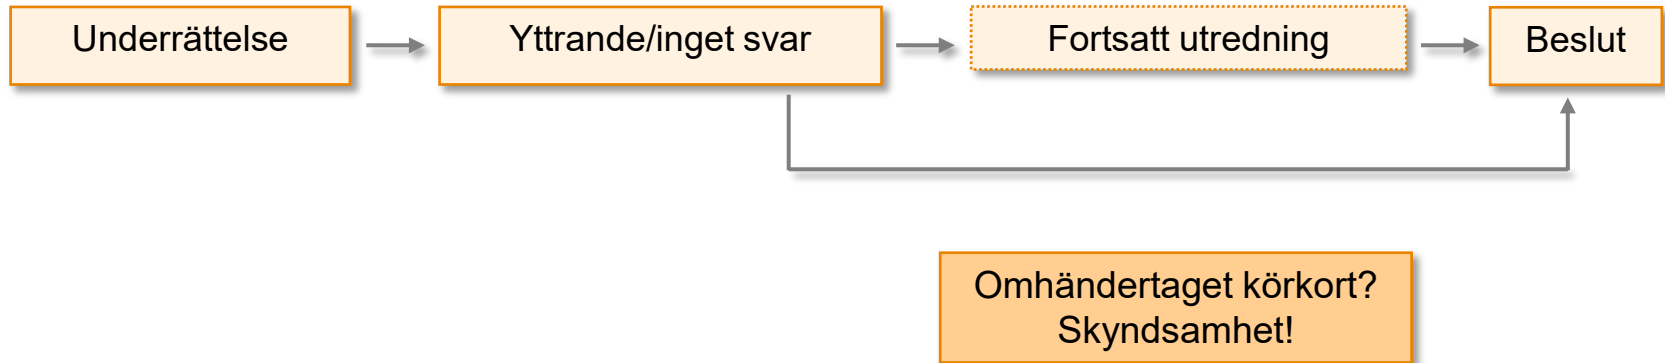 Underrättelse
Yttrande/inget svar
Fortsatt utredning
Beslut
Omhändertaget körkort?
Skyndsamhet!